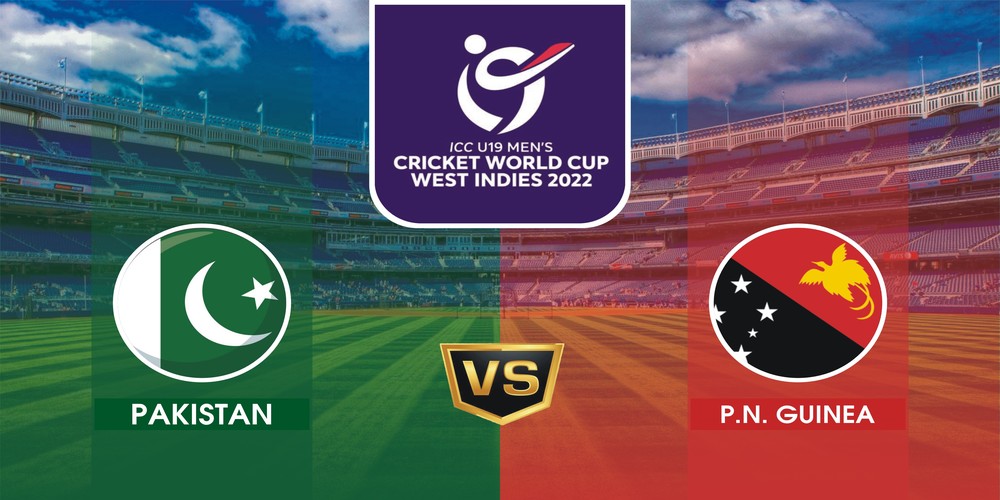 ICC U19 MEN'S
CRICKET WORLD CUP
WEST INDIES 2022
VS
PAKISTAN
P.N. GUINEA